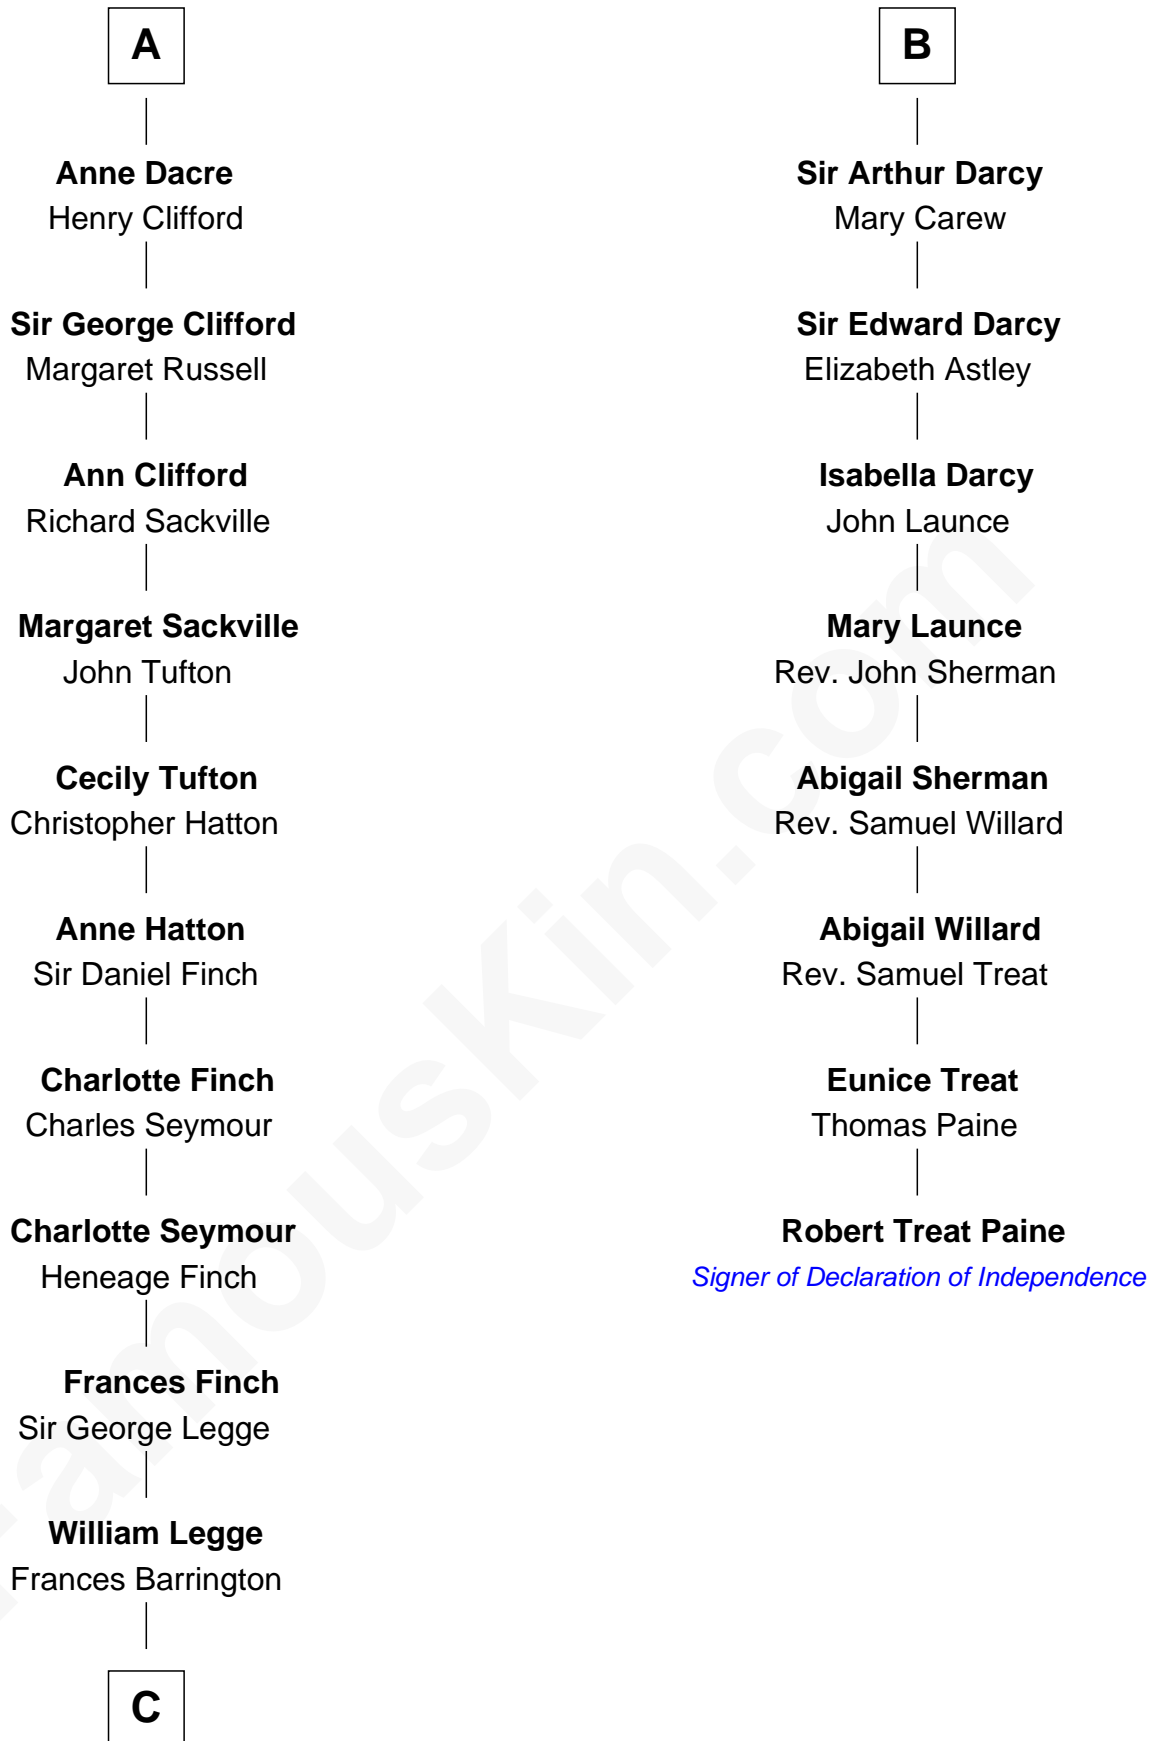 A
Anne Dacre
Henry Clifford
Sir George Clifford
Margaret Russell
Ann Clifford
Richard Sackville
Margaret Sackville
John Tufton
Cecily Tufton
Christopher Hatton
Anne Hatton
Sir Daniel Finch
Charlotte Finch
Charles Seymour
Charlotte Seymour
Heneage Finch
Frances Finch
Sir George Legge
William Legge
Frances Barrington
C
B
Sir Arthur Darcy
Mary Carew
Sir Edward Darcy
Elizabeth Astley
Isabella Darcy
John Launce
Mary Launce
Rev. John Sherman
Abigail Sherman
Rev. Samuel Willard
Abigail Willard
Rev. Samuel Treat
Eunice Treat
Thomas Paine
Robert Treat Paine
Signer of Declaration of Independence
FamousKin.com